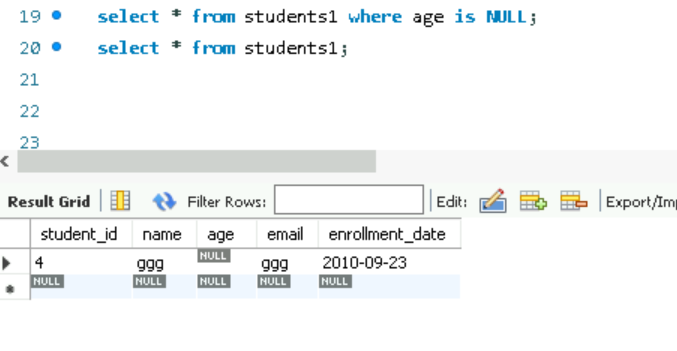 19 select * from students1 where age is NULL;
20 select * from students1;
21
22
23
Result Grid Filter Rows: Edit: Export/Im
student_id name age email enrollment_date
4 ggg NULL ggg 2010-09-23
NULL NULL NULL NULL NULL